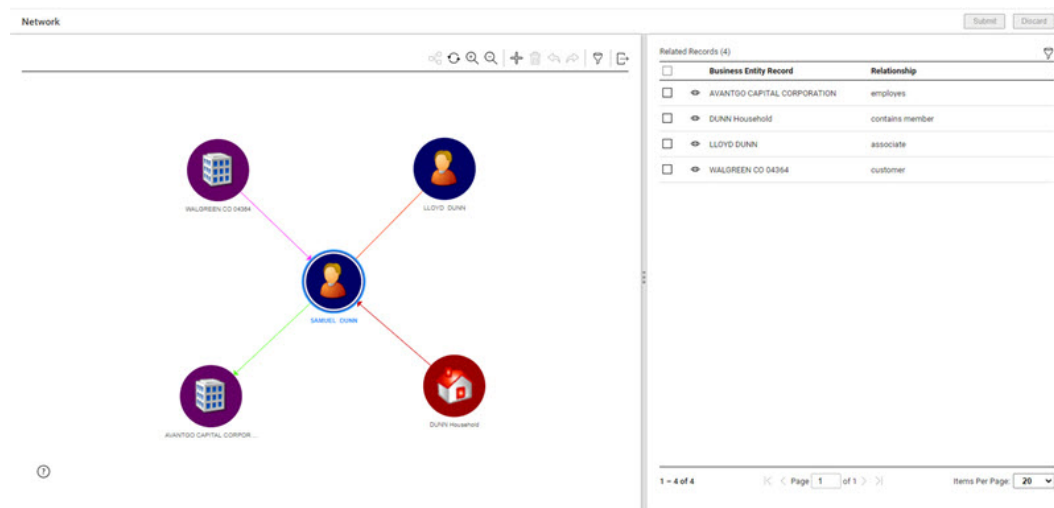 Network
Submit Discard
Related Records (4)
Business Entity Record Relationship
AVANTGO CAPITAL CORPORATION employes
DUNN Household contains member
LLOYD DUNN associate
WALGREEN CO 04364 customer
WALGREEN CO 04364
LLOYD DUNN
SAMUEL DUNN
AVANTGO CAPITAL CORPOR...
DUNN Household
?
1 – 4 of 4 Page 1 of 1 Items Per Page: 20